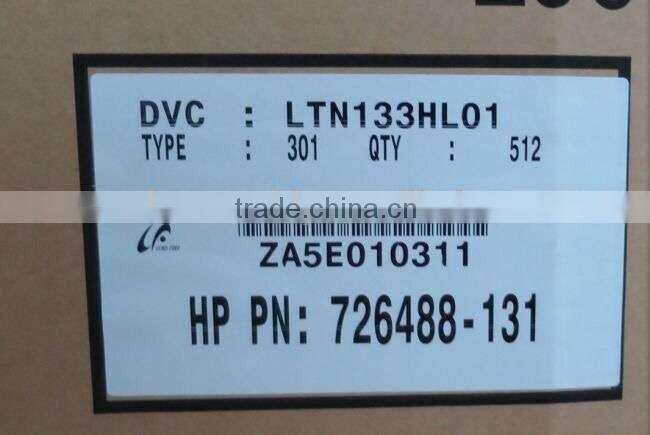 DVC : LTN133HL01
TYPE : 301 QTY : 512
trade.china.cn
ZA5E010311
HP PN: 726488-131